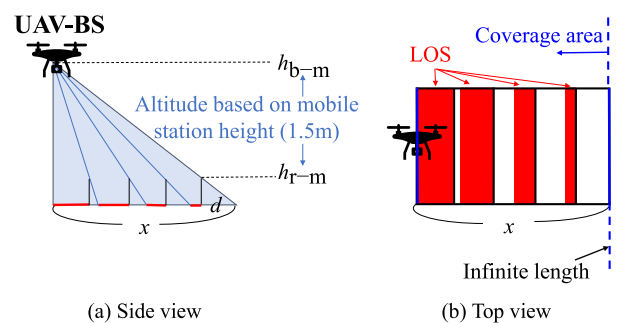 UAV-BS
h_b–m
Altitude based on mobile
station height (1.5m)
h_r–m
d
x
(a) Side view
Coverage area
LOS
x
Infinite length
(b) Top view